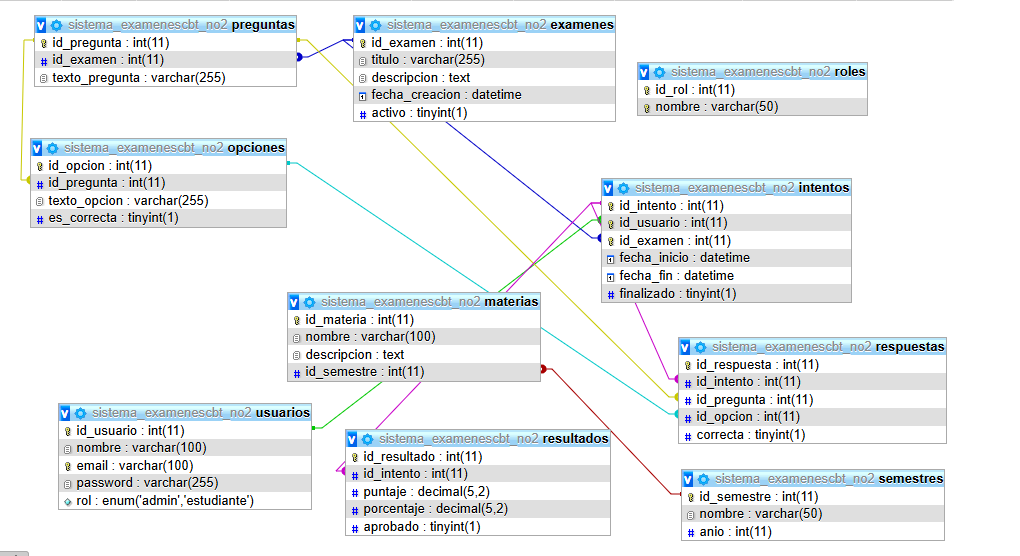 sistema_examenescbt_no2 preguntas
id_pregunta : int(11)
id_examen : int(11)
texto_pregunta : varchar(255)
sistema_examenescbt_no2 examenes
id_examen : int(11)
titulo : varchar(255)
descripcion : text
fecha_creacion : datetime
activo : tinyint(1)
sistema_examenescbt_no2 roles
id_rol : int(11)
nombre : varchar(50)
sistema_examenescbt_no2 opciones
id_opcion : int(11)
id_pregunta : int(11)
texto_opcion : varchar(255)
es_correcta : tinyint(1)
sistema_examenescbt_no2 intentos
id_intento : int(11)
id_usuario : int(11)
id_examen : int(11)
fecha_inicio : datetime
fecha_fin : datetime
finalizado : tinyint(1)
sistema_examenescbt_no2 materias
id_materia : int(11)
nombre : varchar(100)
descripcion : text
id_semestre : int(11)
sistema_examenescbt_no2 respuestas
id_respuesta : int(11)
id_intento : int(11)
id_pregunta : int(11)
id_opcion : int(11)
correcta : tinyint(1)
sistema_examenescbt_no2 usuarios
id_usuario : int(11)
nombre : varchar(100)
email : varchar(100)
password : varchar(255)
rol : enum('admin','estudiante')
sistema_examenescbt_no2 resultados
id_resultado : int(11)
id_intento : int(11)
puntaje : decimal(5,2)
porcentaje : decimal(5,2)
aprobado : tinyint(1)
sistema_examenescbt_no2 semestres
id_semestre : int(11)
nombre : varchar(50)
anio : int(11)